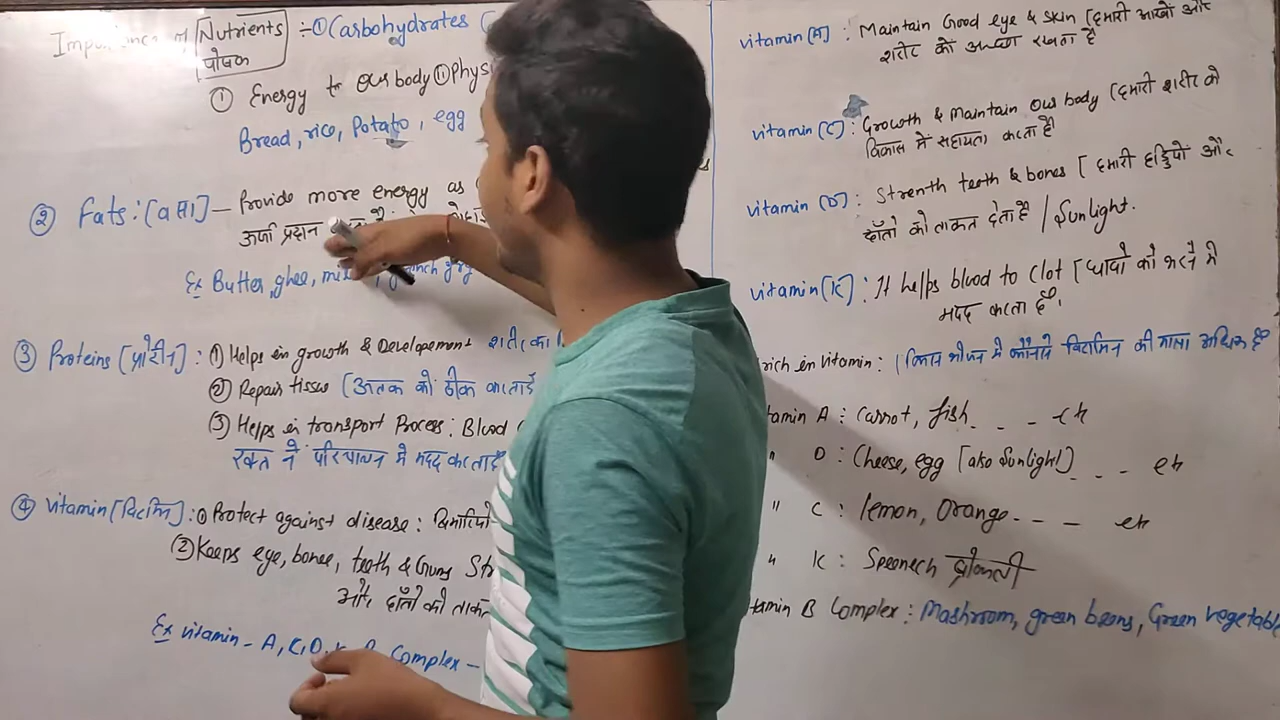 Importance of Nutrients ÷ ① Carbohydrates (
पोषक
① Energy to Our body ① Physi
Bread, rice, Potato, egg
② Fats: [वसा] — Provide more energy as
ऊर्जा प्रदान
Ex Butter, ghee,
③ Proteins [प्रोटीन] : ① Helps in growth & Developement
② Repair tissue (उतक को ठीक करता है
③ Helps in transport Process: Blood
रक्त ने परिचालन मे मदद करता है
④ Vitamin [विटामिन] : ① Protect against disease:
② Keeps eye, bones, teeth & Gums
और, दाँतो को ताकत
Ex Vitamin - A, K, D, Complex -
vitamin (A) : Maintain Good eye & skin [हमारी आखो और
शरीर को अच्छा रखता है
vitamin (C) : Growth & Maintain Our body (हमारी शरीर को
विकास में सहायता करता है
vitamin (D) : Strenth teeth & bones [हमारी हड्डियो और
दाँतो को ताकत देता है / Sunlight.
vitamin (K) : It helps blood to Clot [घावो को भरने मे
मदद करता है।
rich in vitamin : (किस भोजन मे कौनसे विटामिन की मात्रा अधिक है
tamin A : Carrot, fish. - - - etc
" D : Cheese, egg [also Sunlight] - - - etc
" C : lemon, Orange - - - etc
" K : Speonech ब्रोकली
tamin B Complex : Mashroom, green beans, Green vegetabl